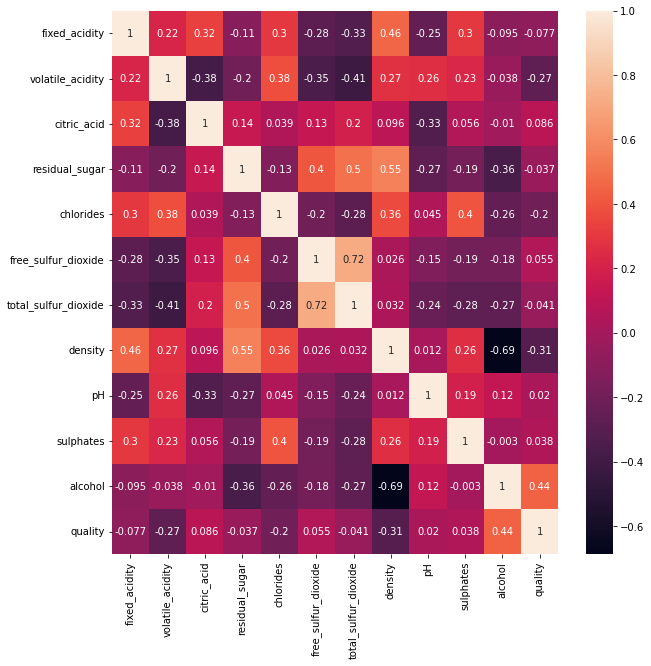 fixed_acidity 1 0.22 0.32 -0.11 0.3 -0.28 -0.33 0.46 -0.25 0.3 -0.095 -0.077
volatile_acidity 0.22 1 -0.38 -0.2 0.38 -0.35 -0.41 0.27 0.26 0.23 -0.038 -0.27
citric_acid 0.32 -0.38 1 0.14 0.039 0.13 0.2 0.096 -0.33 0.056 -0.01 0.086
residual_sugar -0.11 -0.2 0.14 1 -0.13 0.4 0.5 0.55 -0.27 -0.19 -0.36 -0.037
chlorides 0.3 0.38 0.039 -0.13 1 -0.2 -0.28 0.36 0.045 0.4 -0.26 -0.2
free_sulfur_dioxide -0.28 -0.35 0.13 0.4 -0.2 1 0.72 0.026 -0.15 -0.19 -0.18 0.055
total_sulfur_dioxide -0.33 -0.41 0.2 0.5 -0.28 0.72 1 0.032 -0.24 -0.28 -0.27 -0.041
density 0.46 0.27 0.096 0.55 0.36 0.026 0.032 1 0.012 0.26 -0.69 -0.31
pH -0.25 0.26 -0.33 -0.27 0.045 -0.15 -0.24 0.012 1 0.19 0.12 0.02
sulphates 0.3 0.23 0.056 -0.19 0.4 -0.19 -0.28 0.26 0.19 1 -0.003 0.038
alcohol -0.095 -0.038 -0.01 -0.36 -0.26 -0.18 -0.27 -0.69 0.12 -0.003 1 0.44
quality -0.077 -0.27 0.086 -0.037 -0.2 0.055 -0.041 -0.31 0.02 0.038 0.44 1
fixed_acidity
volatile_acidity
citric_acid
residual_sugar
chlorides
free_sulfur_dioxide
total_sulfur_dioxide
density
pH
sulphates
alcohol
quality
1.0
0.8
0.6
0.4
0.2
0.0
−0.2
−0.4
−0.6